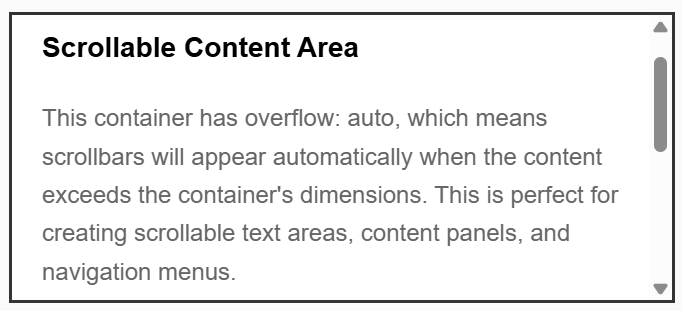 Scrollable Content Area
This container has overflow: auto, which means
scrollbars will appear automatically when the content
exceeds the container's dimensions. This is perfect for
creating scrollable text areas, content panels, and
navigation menus.